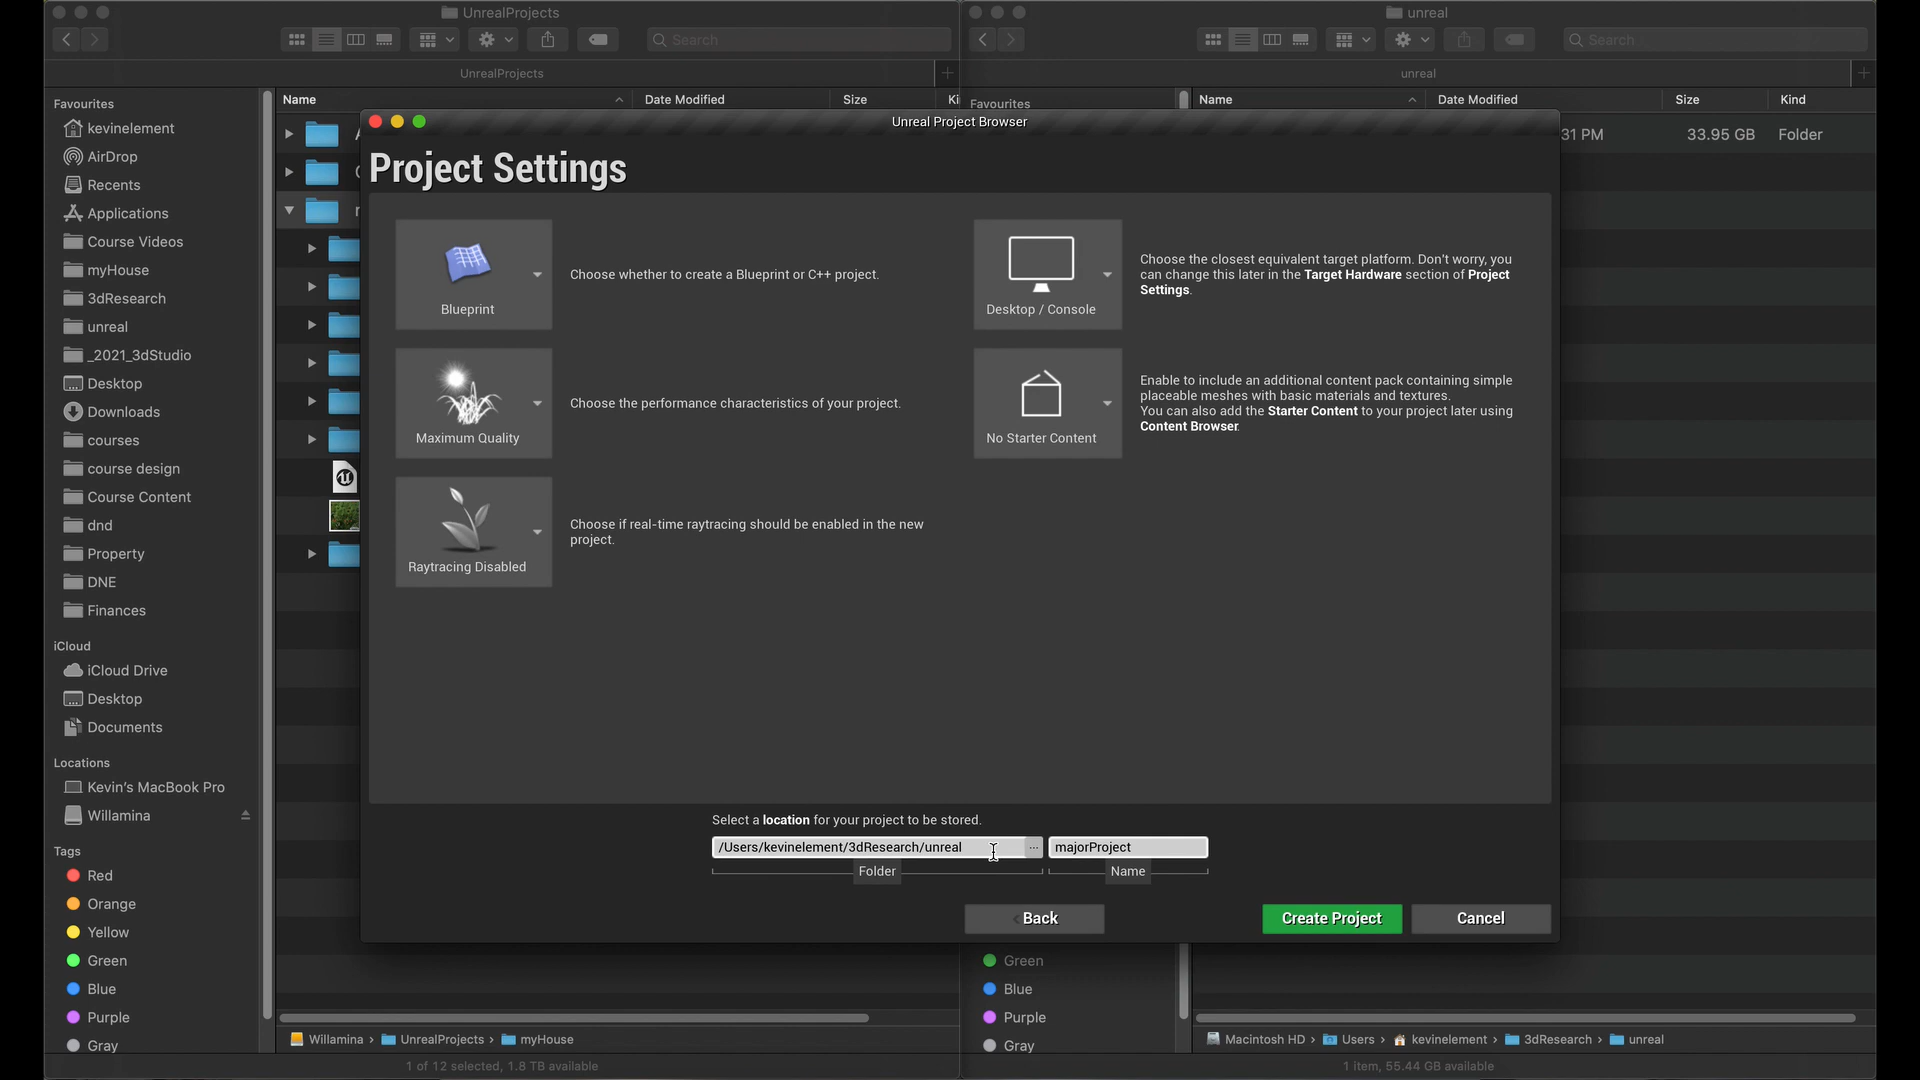 UnrealProjects
Search
UnrealProjects
Favourites
kevinelement
AirDrop
Recents
Applications
Course Videos
myHouse
3dResearch
unreal
_2021_3dStudio
Desktop
Downloads
courses
course design
Course Content
dnd
Property
DNE
Finances
iCloud
iCloud Drive
Desktop
Documents
Locations
Kevin's MacBook Pro
Willamina
Tags
Red
Orange
Yellow
Green
Blue
Purple
Gray
Name
Date Modified
Size
Willamina › UnrealProjects › myHouse
1 of 12 selected, 1.8 TB available
unreal
Search
unreal
Favourites
Name
Date Modified
Size
Kind
31 PM
33.95 GB
Folder
Unreal Project Browser
Project Settings
Blueprint
Choose whether to create a Blueprint or C++ project.
Desktop / Console
Choose the closest equivalent target platform. Don't worry, you
can change this later in the Target Hardware section of Project
Settings.
Maximum Quality
Choose the performance characteristics of your project.
No Starter Content
Enable to include an additional content pack containing simple
placeable meshes with basic materials and textures.
You can also add the Starter Content to your project later using
Content Browser.
Raytracing Disabled
Choose if real-time raytracing should be enabled in the new
project.
Select a location for your project to be stored.
/Users/kevinelement/3dResearch/unreal
...
majorProject
Folder
Name
Back
Create Project
Cancel
Green
Blue
Purple
Gray
Macintosh HD › Users › kevinelement › 3dResearch › unreal
1 item, 55.44 GB available